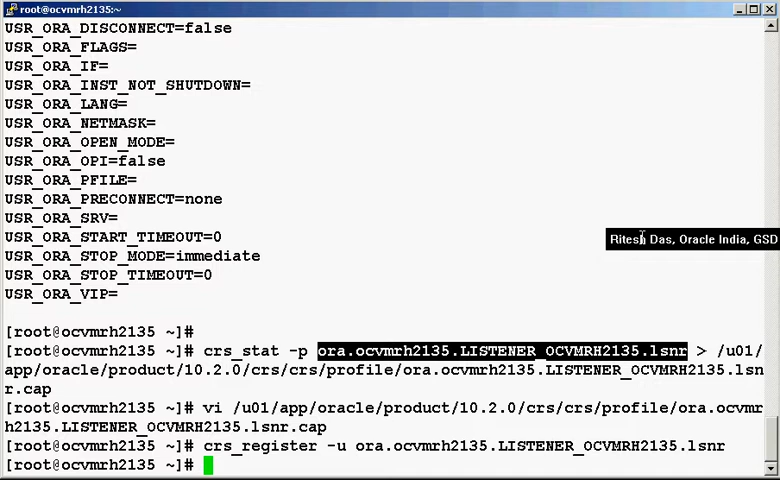 root@ocvmrh2135:~
USR_ORA_DISCONNECT=false
USR_ORA_FLAGS=
USR_ORA_IF=
USR_ORA_INST_NOT_SHUTDOWN=
USR_ORA_LANG=
USR_ORA_NETMASK=
USR_ORA_OPEN_MODE=
USR_ORA_OPI=false
USR_ORA_PFILE=
USR_ORA_PRECONNECT=none
USR_ORA_SRV=
USR_ORA_START_TIMEOUT=0
Ritesh Das, Oracle India, GSD
USR_ORA_STOP_MODE=immediate
USR_ORA_STOP_TIMEOUT=0
USR_ORA_VIP=
[root@ocvmrh2135 ~]#
[root@ocvmrh2135 ~]# crs_stat -p ora.ocvmrh2135.LISTENER_OCVMRH2135.lsnr > /u01/
app/oracle/product/10.2.0/crs/crs/profile/ora.ocvmrh2135.LISTENER_OCVMRH2135.lsn
r.cap
[root@ocvmrh2135 ~]# vi /u01/app/oracle/product/10.2.0/crs/crs/profile/ora.ocvmr
h2135.LISTENER_OCVMRH2135.lsnr.cap
[root@ocvmrh2135 ~]# crs_register -u ora.ocvmrh2135.LISTENER_OCVMRH2135.lsnr
[root@ocvmrh2135 ~]#